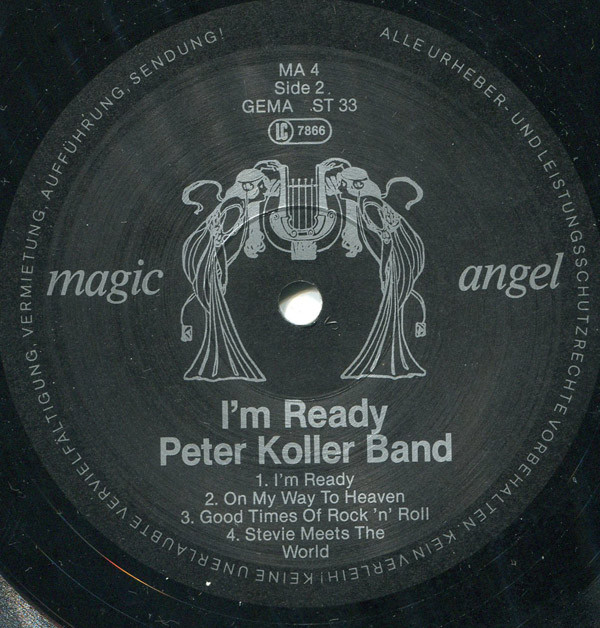 MA 4
Side 2
GEMA ST 33
LC 7866
magic angel
I'm Ready
Peter Koller Band
1. I'm Ready
2. On My Way To Heaven
3. Good Times Of Rock 'n' Roll
4. Stevie Meets The
World
ALLE URHEBER- UND LEISTUNGSSCHUTZRECHTE VORBEHALTEN. KEIN VERLEIH! KEINE UNERLAUBTE VERVIELFÄLTIGUNG, VERMIETUNG, AUFFÜHRUNG, SENDUNG!